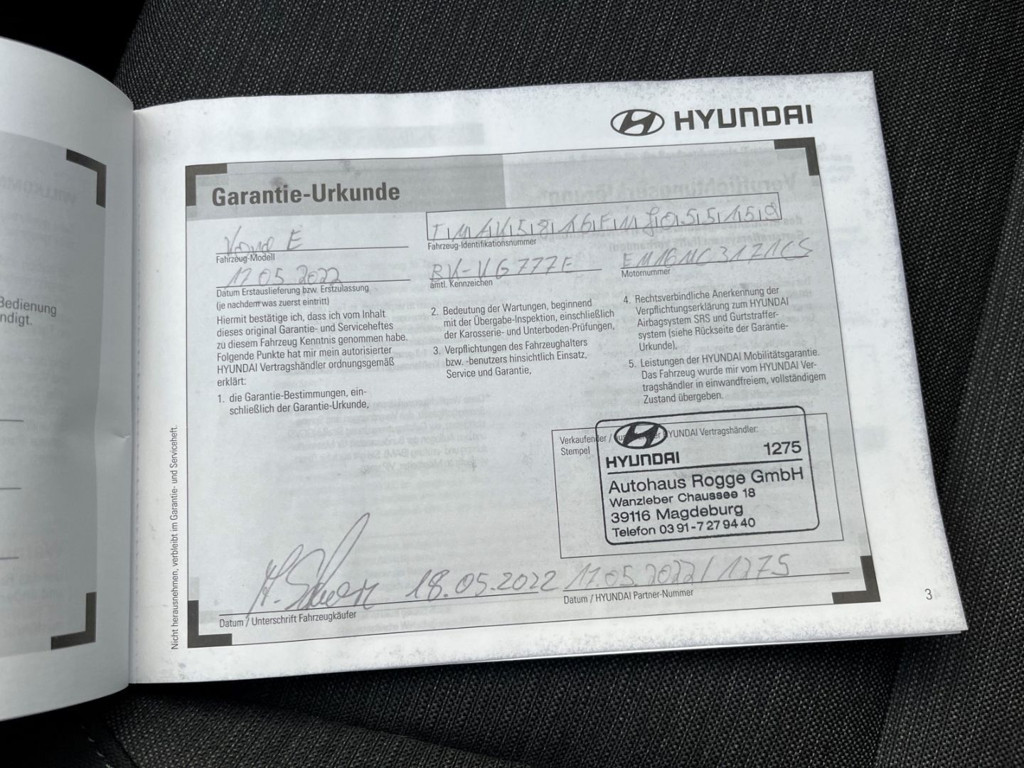 HYUNDAI
Garantie-Urkunde
Kona E
Fahrzeug-Modell
Fahrzeug-Identifikationsnummer
17.05.2022
Datum Erstauslieferung bzw. Erstzulassung
(je nachdem was zuerst eintritt)
amtl. Kennzeichen
Motornummer
Hiermit bestätige ich, dass ich vom Inhalt
dieses original Garantie- und Serviceheftes
zu diesem Fahrzeug Kenntnis genommen habe.
Folgende Punkte hat mir mein autorisierter
HYUNDAI Vertragshändler ordnungsgemäß
erklärt:
1. die Garantie-Bestimmungen, ein-
schließlich der Garantie-Urkunde,
2. Bedeutung der Wartungen, beginnend
mit der Übergabe-Inspektion, einschließlich
der Karosserie- und Unterboden-Prüfungen,
3. Verpflichtungen des Fahrzeughalters
bzw. -benutzers hinsichtlich Einsatz,
Service und Garantie,
4. Rechtsverbindliche Anerkennung der
Verpflichtungserklärung zum HYUNDAI
Airbagsystem SRS und Gurtstraffer-
system (siehe Rückseite der Garantie-
Urkunde),
5. Leistungen der HYUNDAI Mobilitätsgarantie.
Das Fahrzeug wurde mir vom HYUNDAI Ver-
tragshändler in einwandfreiem, vollständigem
Zustand übergeben.
Verkaufender / HYUNDAI Vertragshändler:
Stempel
HYUNDAI 1275
Autohaus Rogge GmbH
Wanzleber Chaussee 18
39116 Magdeburg
Telefon 03 91-7 27 94 40
18.05.2022 17.05.2022 / 1275
Datum / Unterschrift Fahrzeugkäufer
Datum / HYUNDAI Partner-Nummer
Nicht herausnehmen, verbleibt im Garantie- und Serviceheft.
3
Bedienung
ndigt.